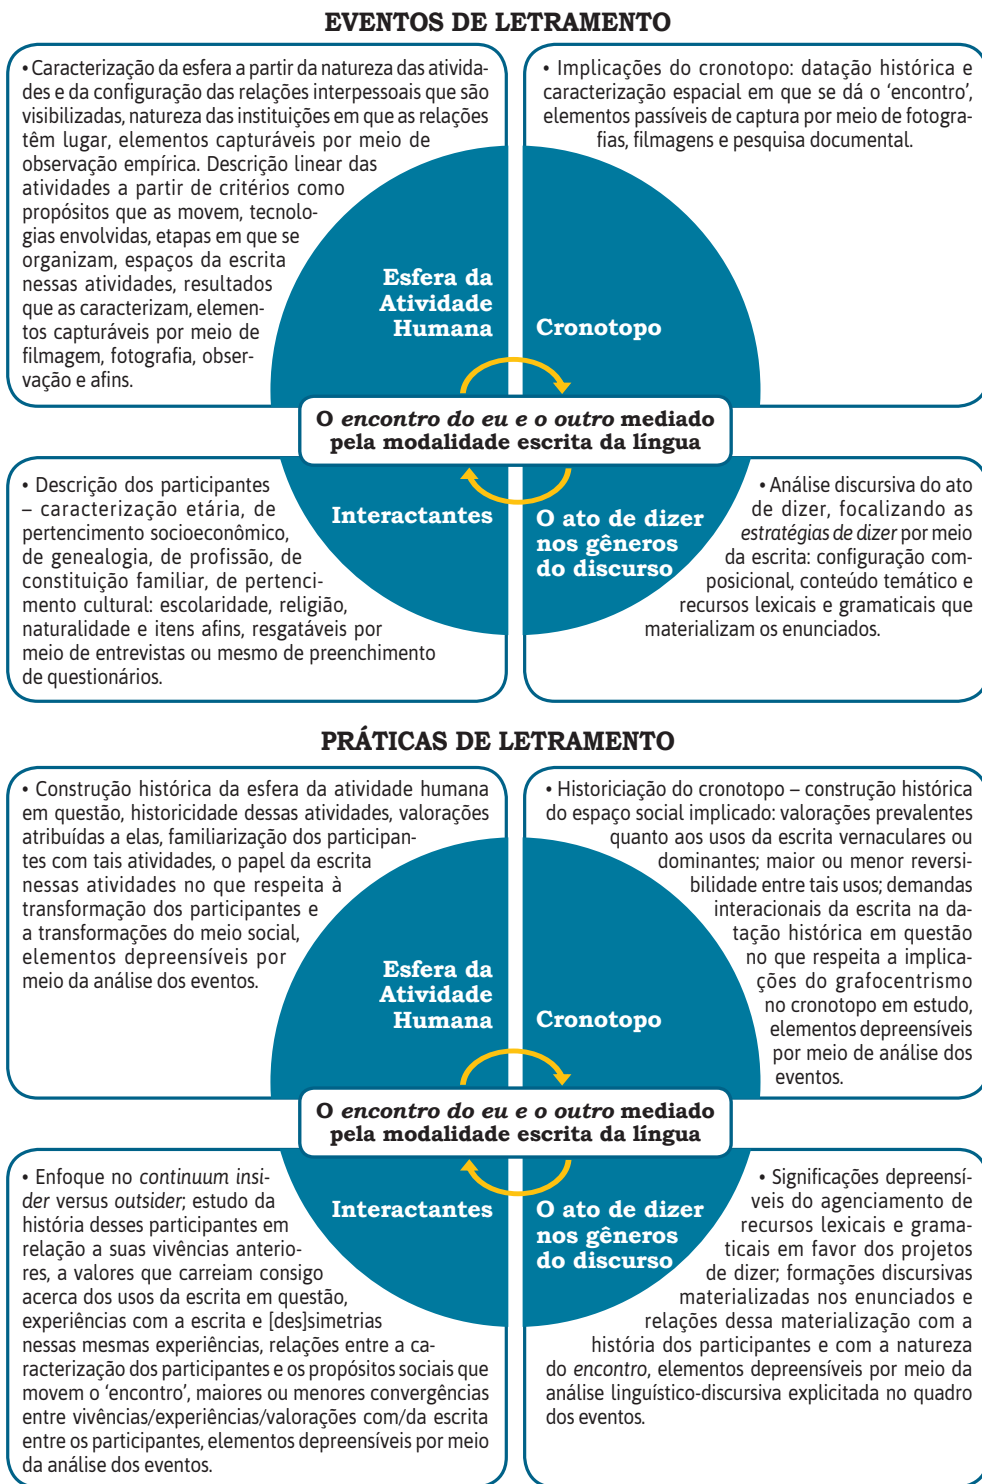 EVENTOS DE LETRAMENTO
• Caracterização da esfera a partir da natureza das ativida-
des e da configuração das relações interpessoais que são
visibilizadas, natureza das instituições em que as relações
têm lugar, elementos capturáveis por meio de
observação empírica. Descrição linear das
atividades a partir de critérios como
propósitos que as movem, tecnolo-
gias envolvidas, etapas em que se
organizam, espaços da escrita
nessas atividades, resultados
que as caracterizam, elemen-
tos capturáveis por meio de
filmagem, fotografia, obser-
vação e afins.
• Implicações do cronotopo: datação histórica e
caracterização espacial em que se dá o ‘encontro’,
elementos passíveis de captura por meio de fotogra-
fias, filmagens e pesquisa documental.
Esfera da
Atividade
Humana
Cronotopo
O encontro do eu e o outro mediado
pela modalidade escrita da língua
• Descrição dos participantes
– caracterização etária, de
pertencimento socioeconômico,
de genealogia, de profissão, de
constituição familiar, de pertenci-
mento cultural: escolaridade, religião,
naturalidade e itens afins, resgatáveis por
meio de entrevistas ou mesmo de preenchimento
de questionários.
Interactantes
O ato de dizer
nos gêneros
do discurso
• Análise discursiva do ato
de dizer, focalizando as
estratégias de dizer por meio
da escrita: configuração com-
posicional, conteúdo temático e
recursos lexicais e gramaticais que
materializam os enunciados.
PRÁTICAS DE LETRAMENTO
• Construção histórica da esfera da atividade humana
em questão, historicidade dessas atividades, valorações
atribuídas a elas, familiarização dos participan-
tes com tais atividades, o papel da escrita
nessas atividades no que respeita à
transformação dos participantes e
a transformações do meio social,
elementos depreensíveis por
meio da análise dos eventos.
• Historiciação do cronotopo – construção histórica
do espaço social implicado: valorações prevalentes
quanto aos usos da escrita vernaculares ou
dominantes; maior ou menor reversi-
bilidade entre tais usos; demandas
interacionais da escrita na da-
tação histórica em questão
no que respeita a implica-
ções do grafocentrismo
no cronotopo em estudo,
elementos depreensíveis
por meio de análise dos
eventos.
Esfera da
Atividade
Humana
Cronotopo
O encontro do eu e o outro mediado
pela modalidade escrita da língua
• Enfoque no continuum insi-
der versus outsider; estudo da
história desses participantes em
relação a suas vivências anterio-
res, a valores que carreiam consigo
acerca dos usos da escrita em questão,
experiências com a escrita e [des]simetrias
nessas mesmas experiências, relações entre a ca-
racterização dos participantes e os propósitos sociais que
movem o ‘encontro’, maiores ou menores convergências
entre vivências/experiências/valorações com/da escrita
entre os participantes, elementos depreensíveis por meio
da análise dos eventos.
Interactantes
O ato de dizer
nos gêneros
do discurso
• Significações depreensí-
veis do agenciamento de
recursos lexicais e grama-
ticais em favor dos projetos
de dizer; formações discursivas
materializadas nos enunciados e
relações dessa materialização com a
história dos participantes e com a natureza
do encontro, elementos depreensíveis por meio da
análise linguístico-discursiva explicitada no quadro
dos eventos.